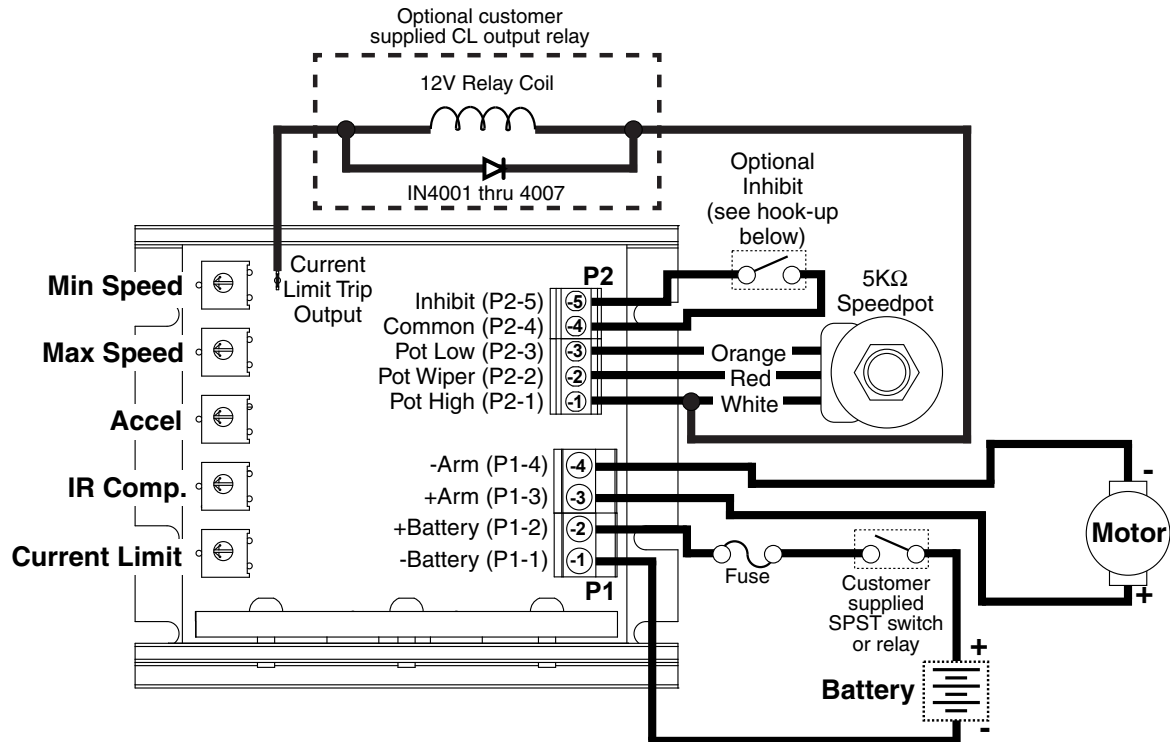 Optional customer
supplied CL output relay
12V Relay Coil
IN4001 thru 4007
Optional
Inhibit
(see hook-up
below)
5KΩ
Speedpot
Min Speed
Max Speed
Accel
IR Comp.
Current Limit
Current
Limit Trip
Output
P2
Inhibit (P2-5)
-5
Common (P2-4)
-4
Pot Low (P2-3)
-3
Orange
Pot Wiper (P2-2)
-2
Red
Pot High (P2-1)
-1
White
-Arm (P1-4)
-4
+Arm (P1-3)
-3
+Battery (P1-2)
-2
-Battery (P1-1)
-1
P1
Fuse
Customer
supplied
SPST switch
or relay
-
Motor
+
+
Battery
-